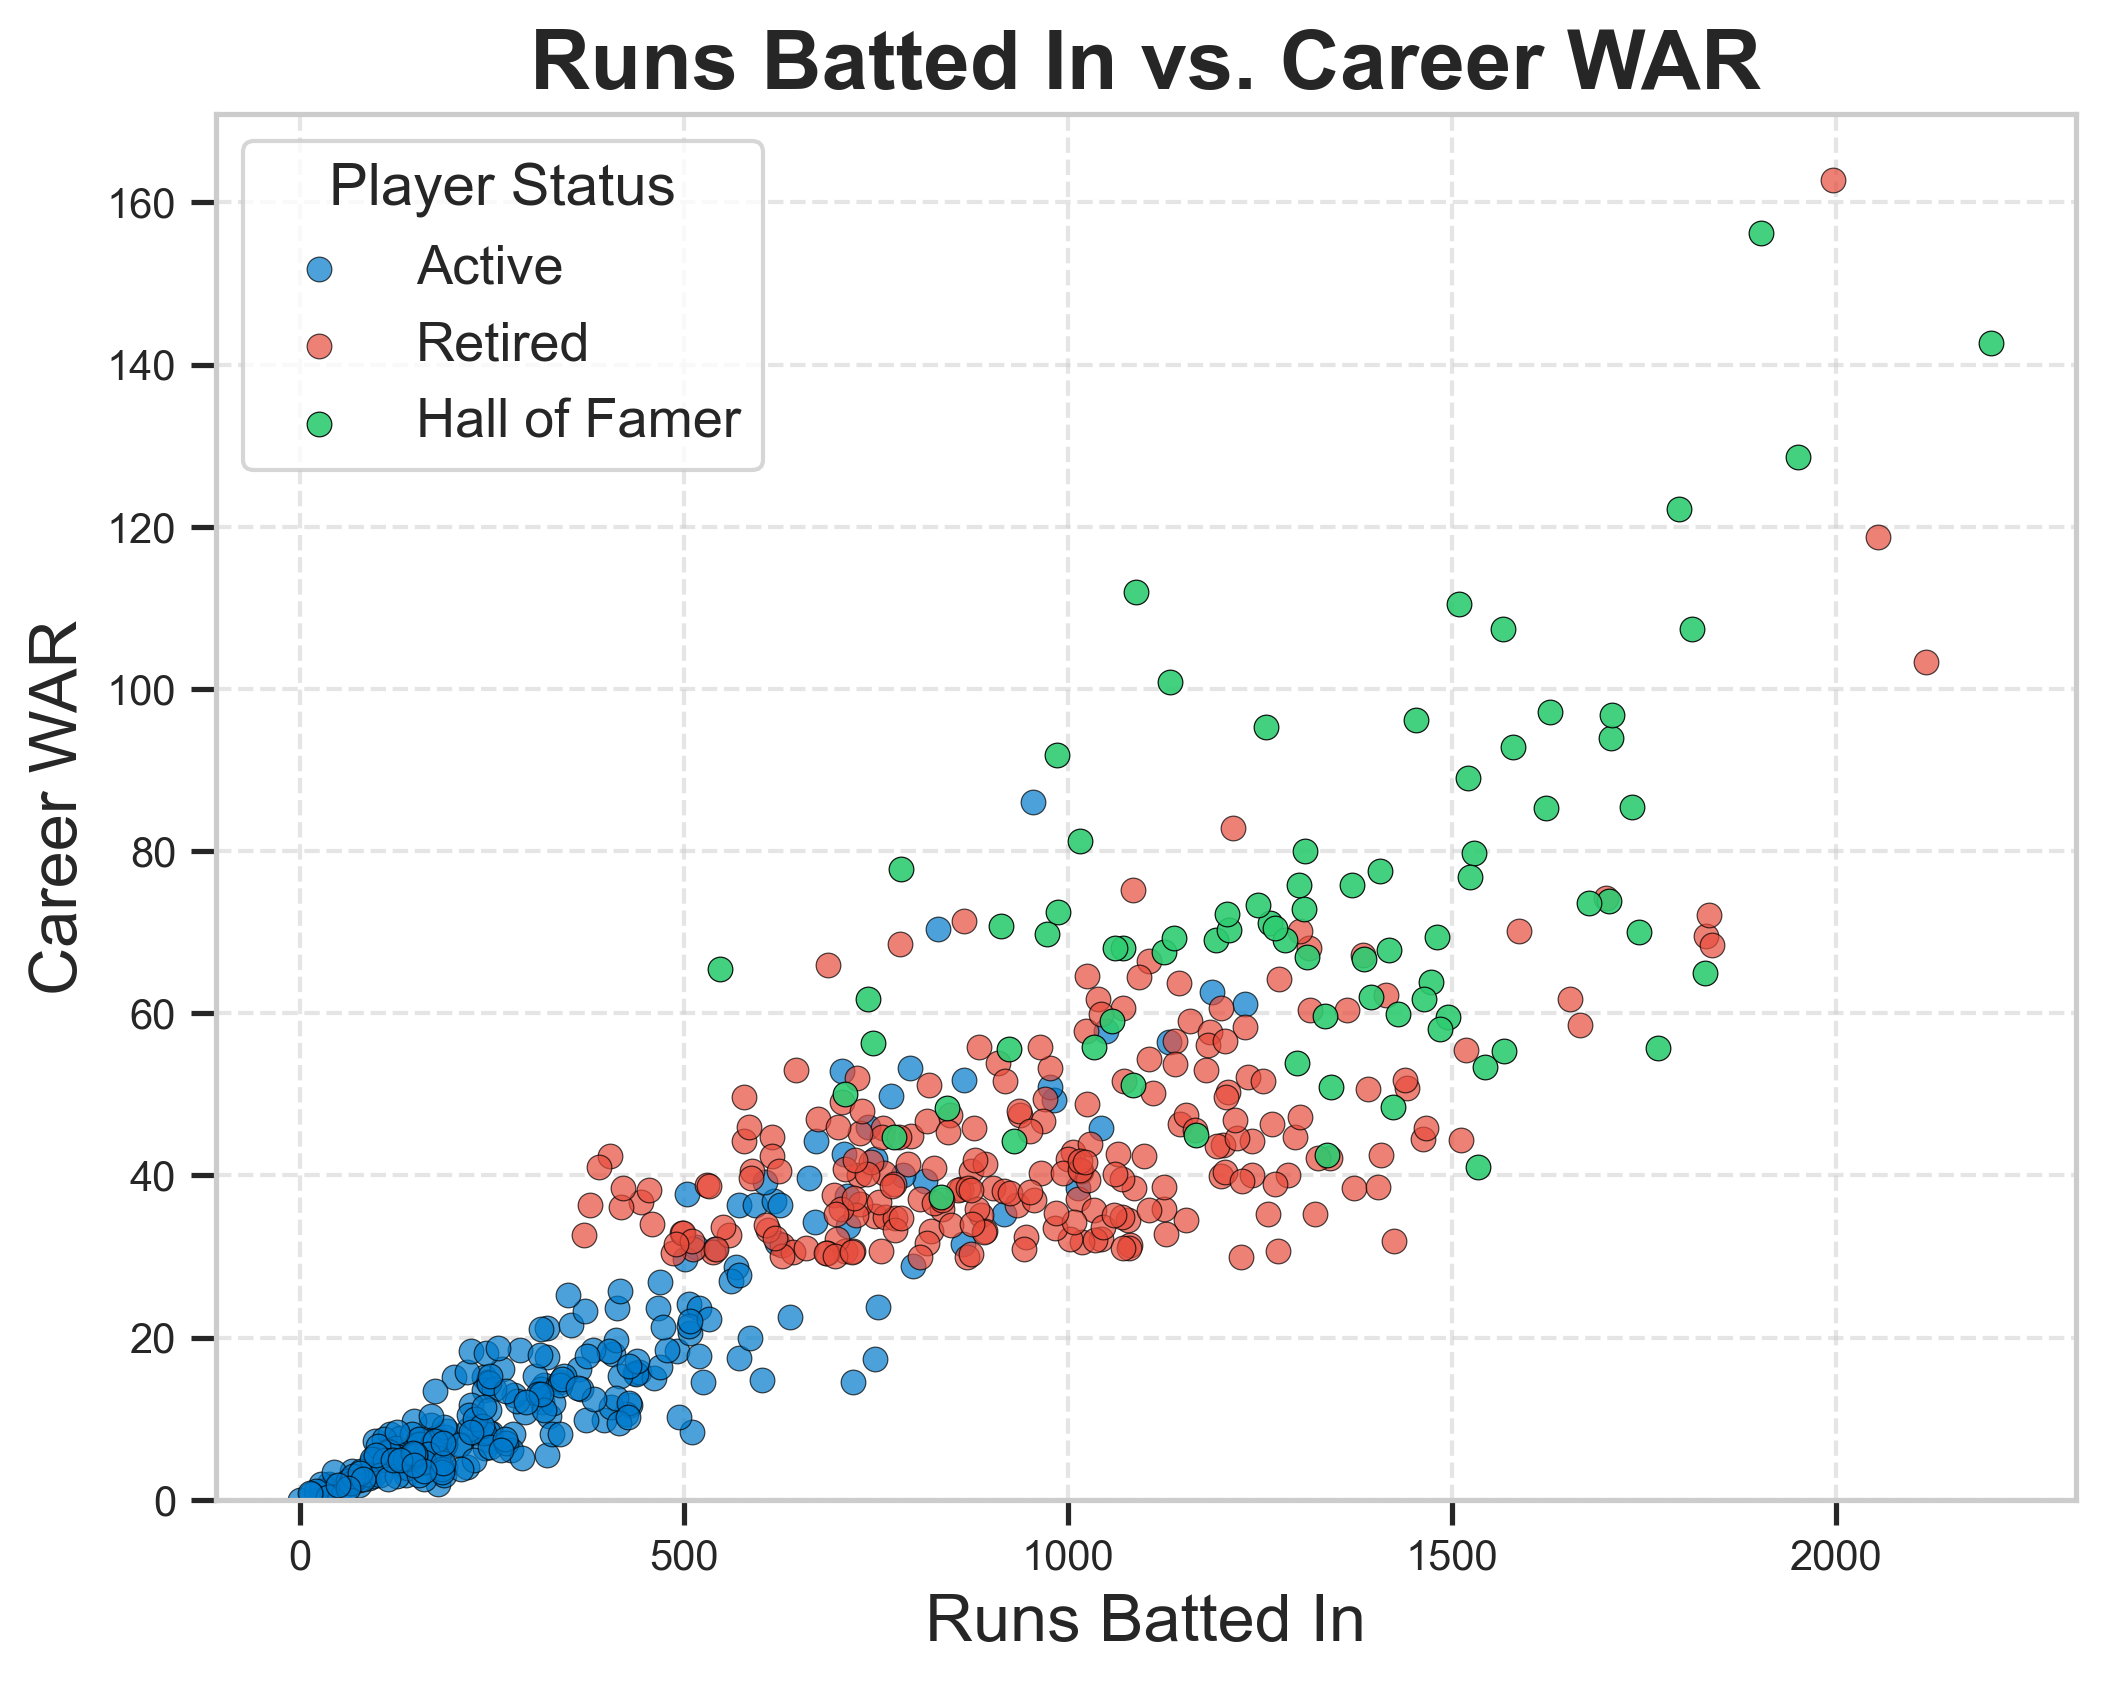 Runs Batted In vs. Career WAR
Player Status
Active
Retired
Hall of Famer
Career WAR
160
140
120
100
80
60
40
20
0
0 500 1000 1500 2000
Runs Batted In